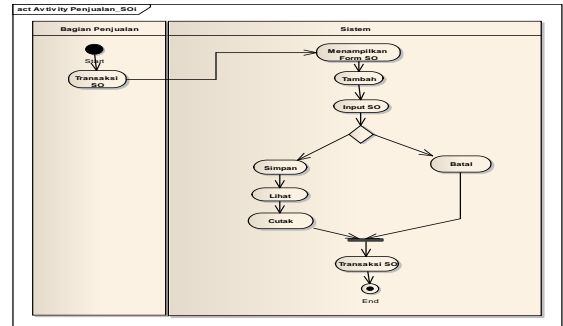 act Avtivity Penjualan_SOi
Bagian Penjualan
Sistem
Start
Transaksi
SO
Menampilkan
Form SO
Tambah
Input SO
Simpan
Batal
Lihat
Cutak
Transaksi SO
End